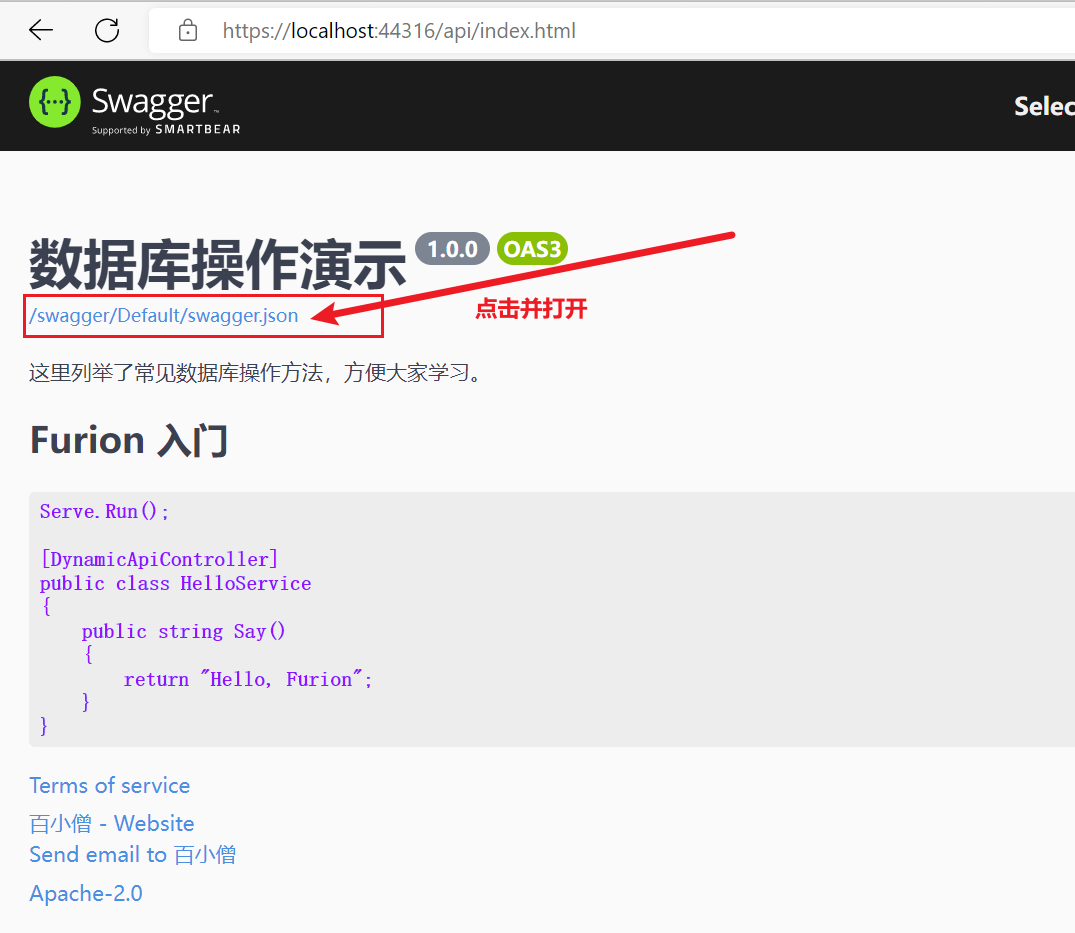 https://localhost:44316/api/index.html
{···} Swagger™
Supported by SMARTBEAR
Selec
数据库操作演示 1.0.0 OAS3
/swagger/Default/swagger.json
点击并打开
这里列举了常见数据库操作方法，方便大家学习。
Furion 入门
Serve.Run();
[DynamicApiController]
public class HelloService
{
    public string Say()
    {
        return "Hello, Furion";
    }
}
Terms of service
百小僧 - Website
Send email to 百小僧
Apache-2.0